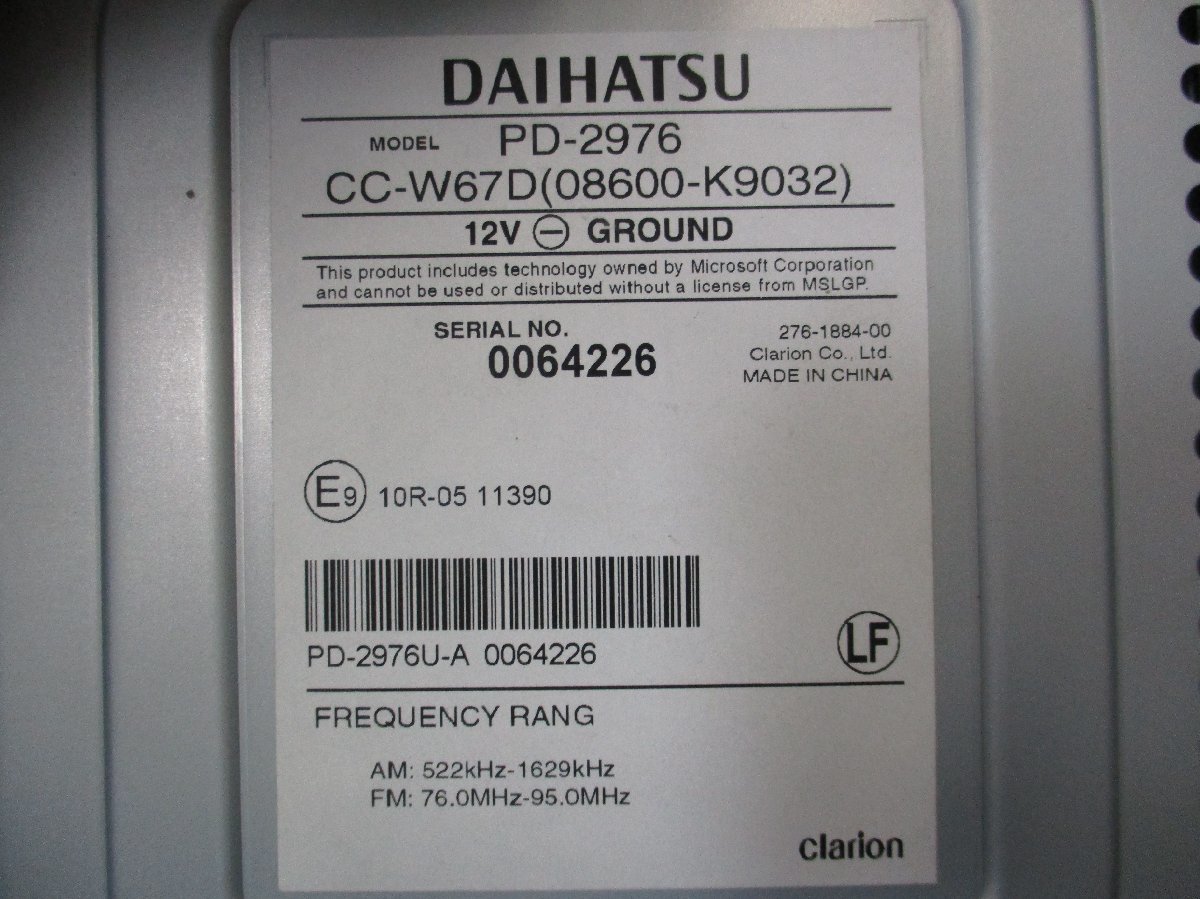 DAIHATSU
MODEL PD-2976
CC-W67D(08600-K9032)
12V ⊖ GROUND
This product includes technology owned by Microsoft Corporation
and cannot be used or distributed without a license from MSLGP.
SERIAL NO.
0064226
276-1884-00
Clarion Co., Ltd.
MADE IN CHINA
E9 10R-05 11390
PD-2976U-A 0064226
LF
FREQUENCY RANG
AM: 522kHz-1629kHz
FM: 76.0MHz-95.0MHz
clarion